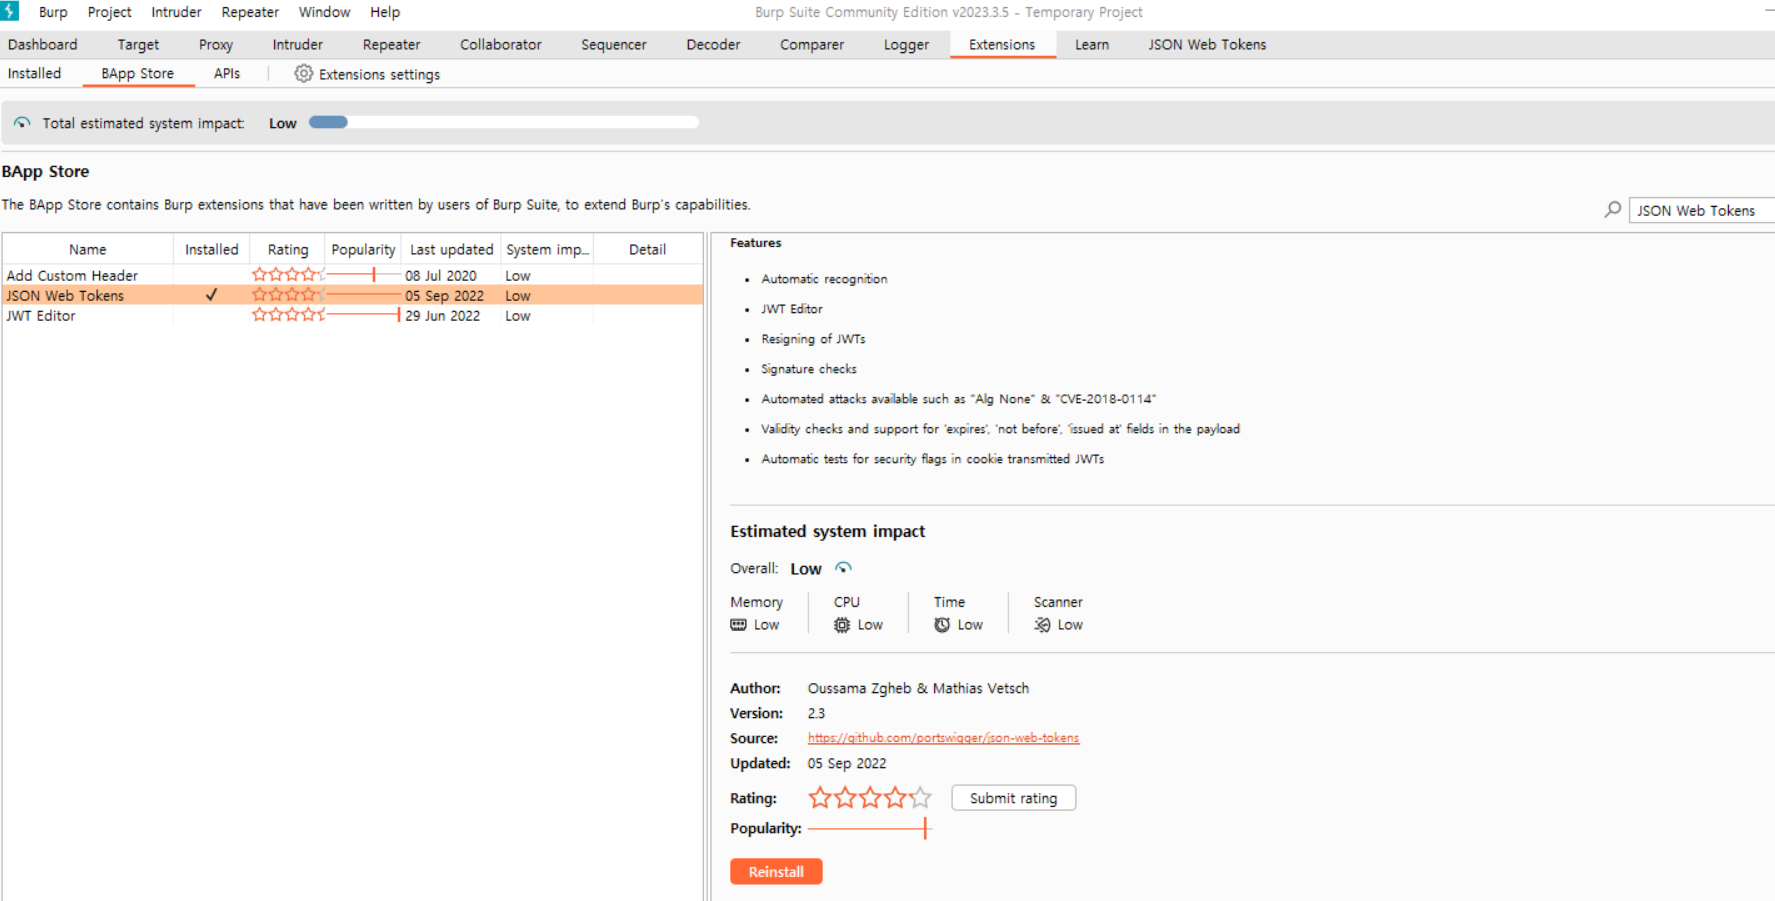 Burp Project Intruder Repeater Window Help
Burp Suite Community Edition v2023.3.5 - Temporary Project
Dashboard Target Proxy Intruder Repeater Collaborator Sequencer Decoder Comparer Logger Extensions Learn JSON Web Tokens
Installed BApp Store APIs Extensions settings
Total estimated system impact: Low
BApp Store
The BApp Store contains Burp extensions that have been written by users of Burp Suite, to extend Burp's capabilities.
JSON Web Tokens
Name Installed Rating Popularity Last updated System imp... Detail
Add Custom Header 08 Jul 2020 Low
JSON Web Tokens ✓ 05 Sep 2022 Low
JWT Editor 29 Jun 2022 Low
Features
• Automatic recognition
• JWT Editor
• Resigning of JWTs
• Signature checks
• Automated attacks available such as "Alg None" & "CVE-2018-0114"
• Validity checks and support for 'expires', 'not before', 'issued at' fields in the payload
• Automatic tests for security flags in cookie transmitted JWTs
Estimated system impact
Overall: Low
Memory CPU Time Scanner
Low Low Low Low
Author: Oussama Zgheb & Mathias Vetsch
Version: 2.3
Source: https://github.com/portswigger/json-web-tokens
Updated: 05 Sep 2022
Rating: Submit rating
Popularity:
Reinstall